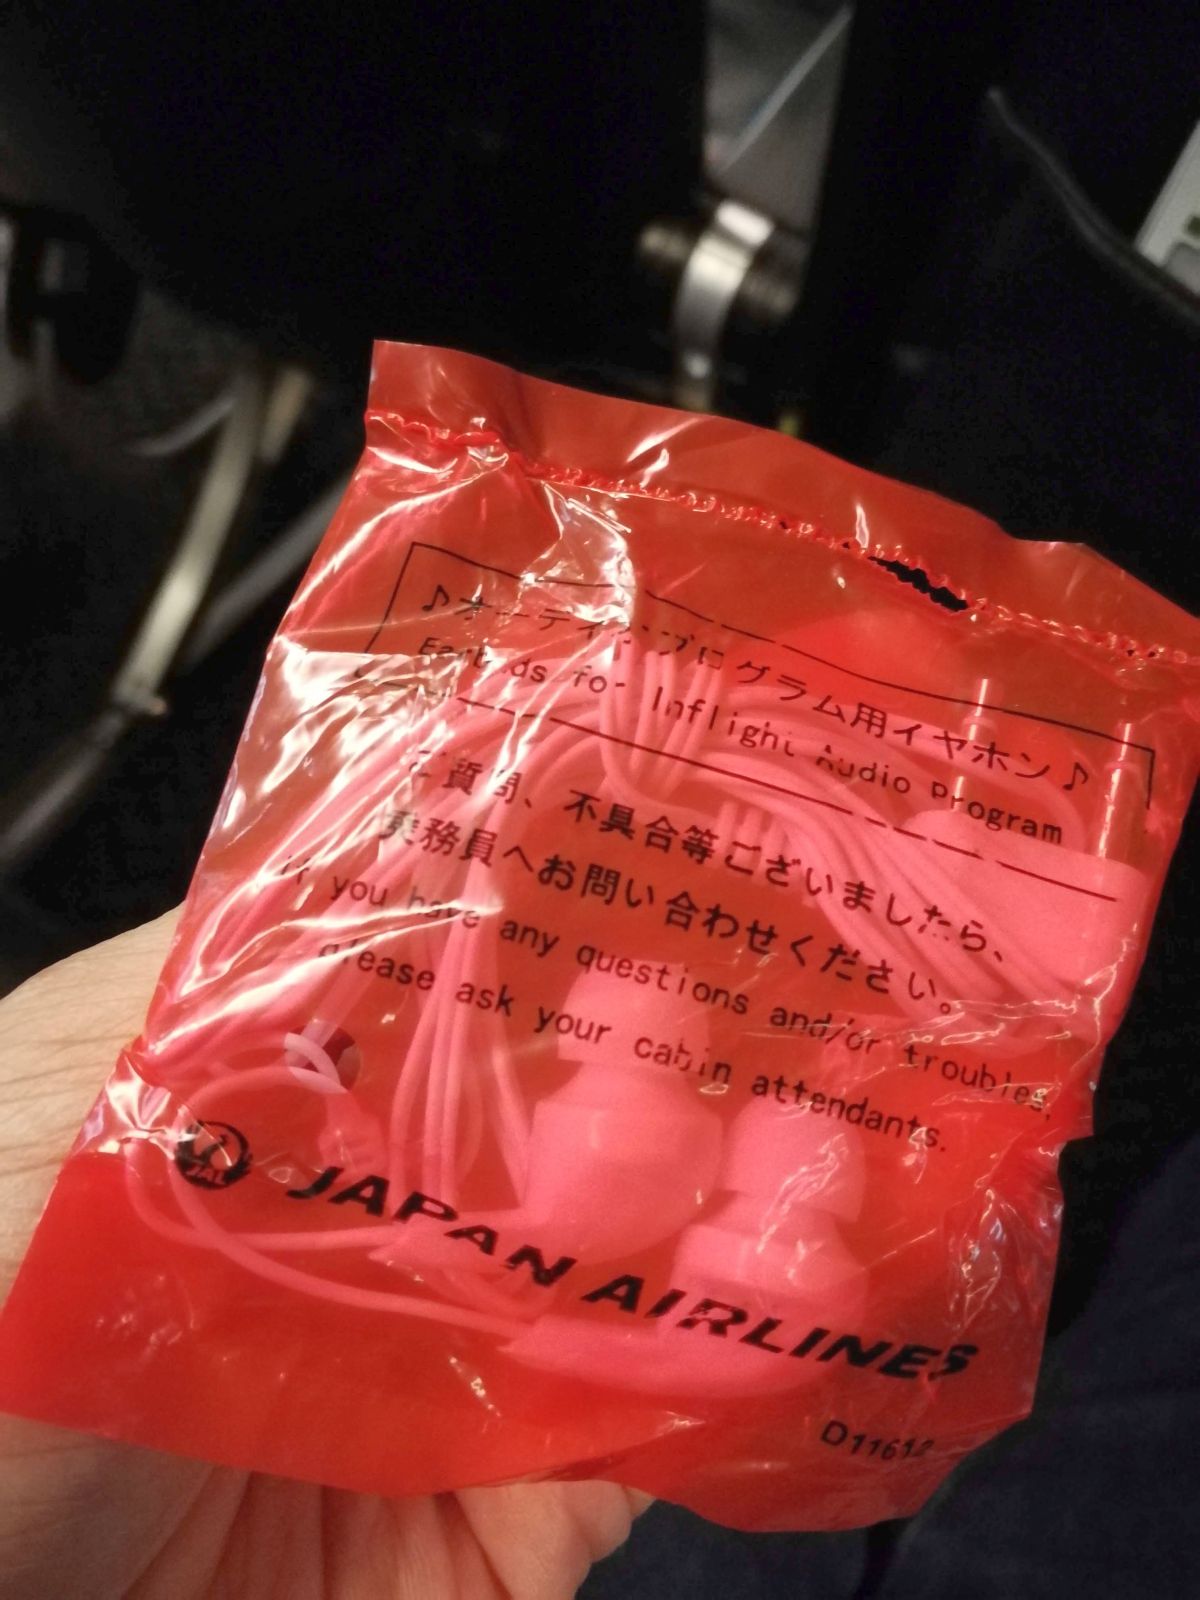 ♪オーディオプログラム用イヤホン♪
Earbuds for Inflight Audio Program
ご質問、不具合等ございましたら、
乗務員へお問い合わせください。
If you have any questions and/or troubles,
please ask your cabin attendants.
JAL
JAPAN AIRLINES
D11612